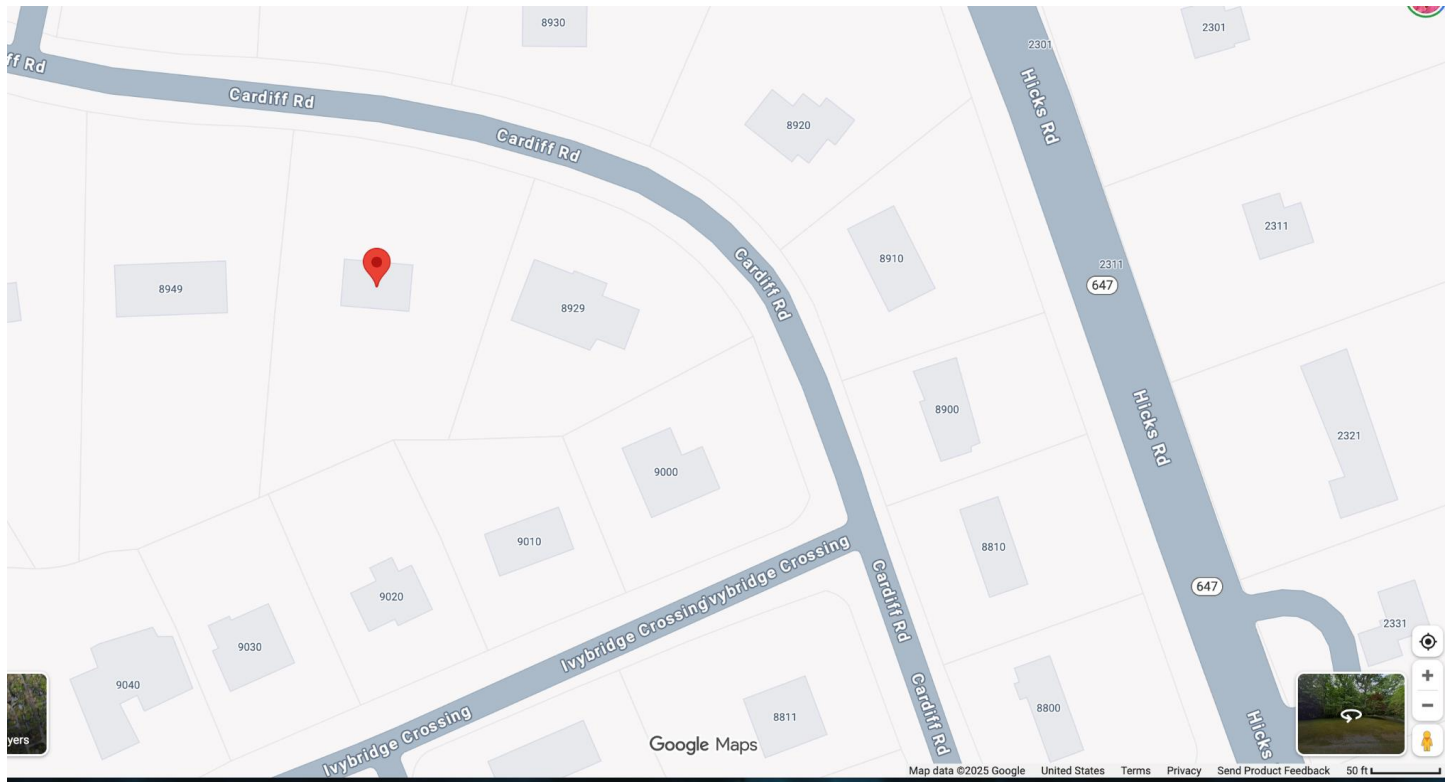 8930
2301
2301
ff Rd
Cardiff Rd
Hicks Rd
Cardiff Rd
8920
2311
8910
2311
Cardiff Rd
647
8949
8929
8900
Hicks Rd
2321
9000
9010
8810
Ivybridge Crossing
Ivybridge Crossing
Cardiff Rd
647
9020
2331
9030
9040
Cardiff Rd
8800
8811
Hicks
Ivybridge Crossing
yers
Google Maps
Map data ©2025 Google United States Terms Privacy Send Product Feedback 50 ft